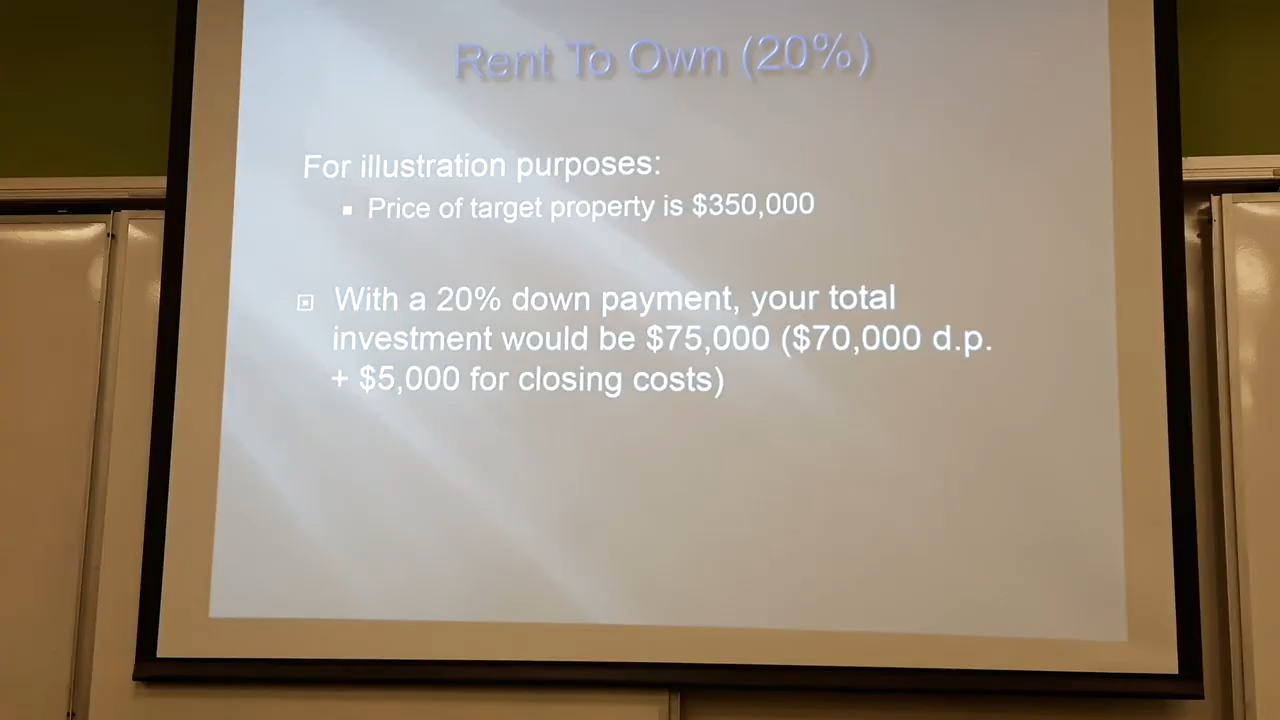 Rent To Own (20%)
For illustration purposes:
▪ Price of target property is $350,000
▣ With a 20% down payment, your total
investment would be $75,000 ($70,000 d.p.
+ $5,000 for closing costs)